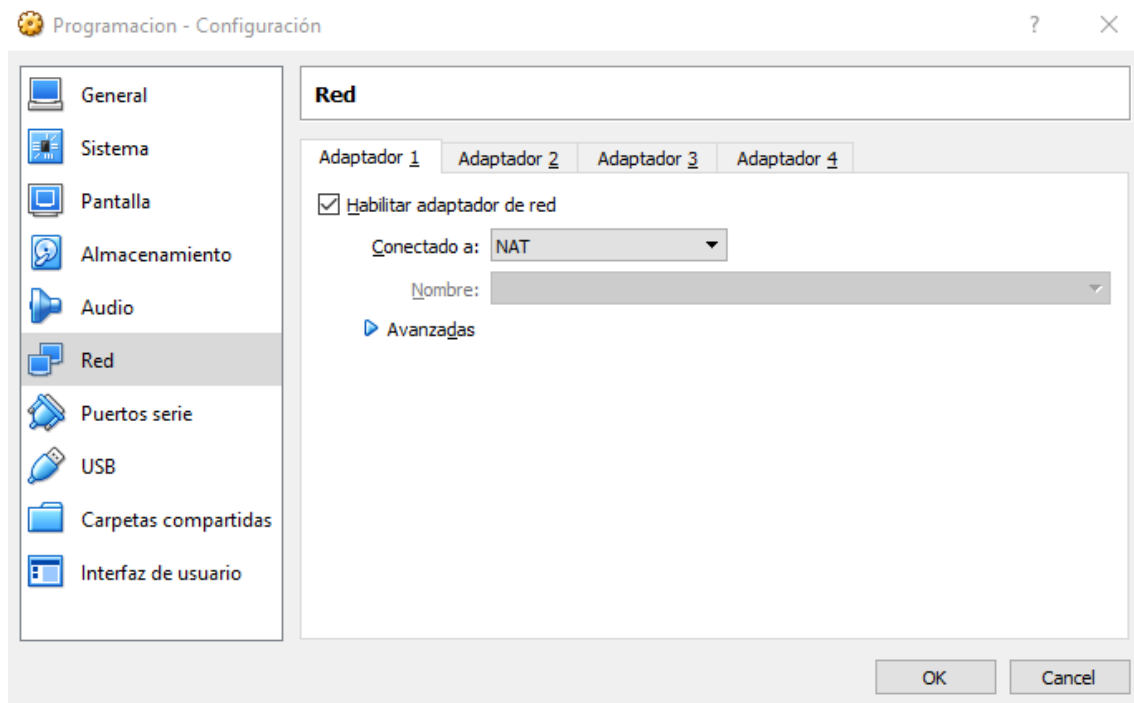 Programacion - Configuración
?
General
Sistema
Pantalla
Almacenamiento
Audio
Red
Puertos serie
USB
Carpetas compartidas
Interfaz de usuario
Red
Adaptador 1 Adaptador 2 Adaptador 3 Adaptador 4
Habilitar adaptador de red
Conectado a: NAT
Nombre:
Avanzadas
OK Cancel